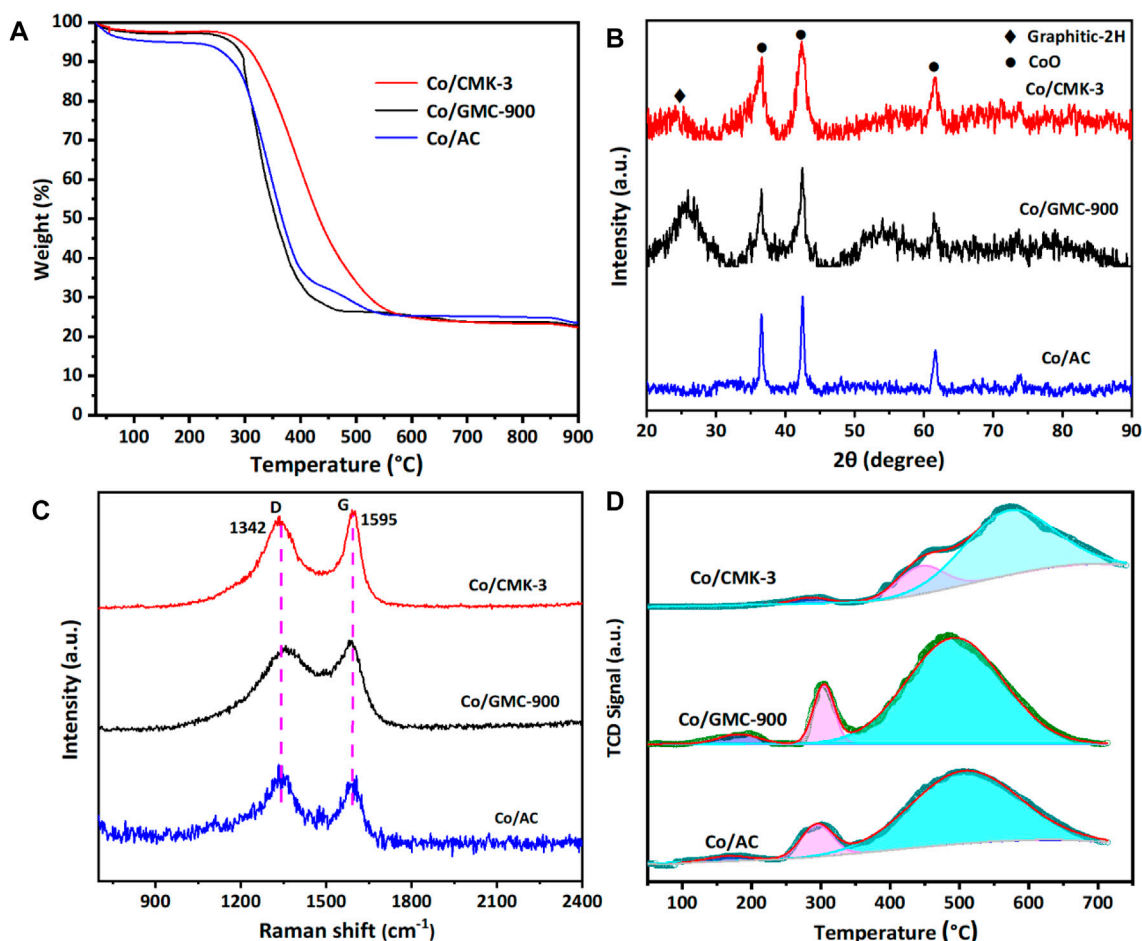 A
100
90
80
70
60
50
40
30
20
10
0
Weight (%)
Co/CMK-3
Co/GMC-900
Co/AC
100 200 300 400 500 600 700 800 900
Temperature (°C)
B
◆ Graphitic-2H
● CoO
Co/CMK-3
Co/GMC-900
Co/AC
Intensity (a.u.)
20 30 40 50 60 70 80 90
2θ (degree)
C
D
G
1342
1595
Co/CMK-3
Co/GMC-900
Co/AC
Intensity (a.u.)
900 1200 1500 1800 2100 2400
Raman shift (cm⁻¹)
D
Co/CMK-3
Co/GMC-900
Co/AC
TCD Signal (a.u.)
100 200 300 400 500 600 700
Temperature (°C)